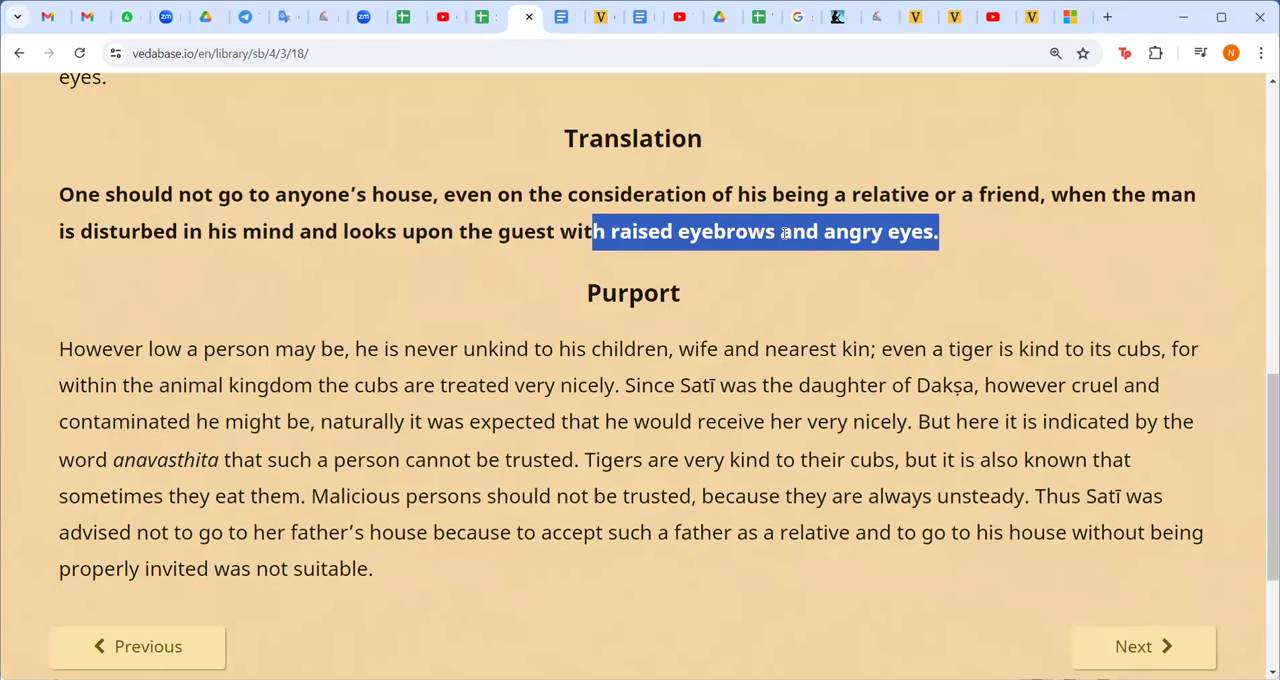 vedabase.io/en/library/sb/4/3/18/
Tp
N
eyes.
Translation
One should not go to anyone’s house, even on the consideration of his being a relative or a friend, when the man
is disturbed in his mind and looks upon the guest with raised eyebrows and angry eyes.
Purport
However low a person may be, he is never unkind to his children, wife and nearest kin; even a tiger is kind to its cubs, for
within the animal kingdom the cubs are treated very nicely. Since Satī was the daughter of Dakṣa, however cruel and
contaminated he might be, naturally it was expected that he would receive her very nicely. But here it is indicated by the
word anavasthita that such a person cannot be trusted. Tigers are very kind to their cubs, but it is also known that
sometimes they eat them. Malicious persons should not be trusted, because they are always unsteady. Thus Satī was
advised not to go to her father’s house because to accept such a father as a relative and to go to his house without being
properly invited was not suitable.
Previous
Next